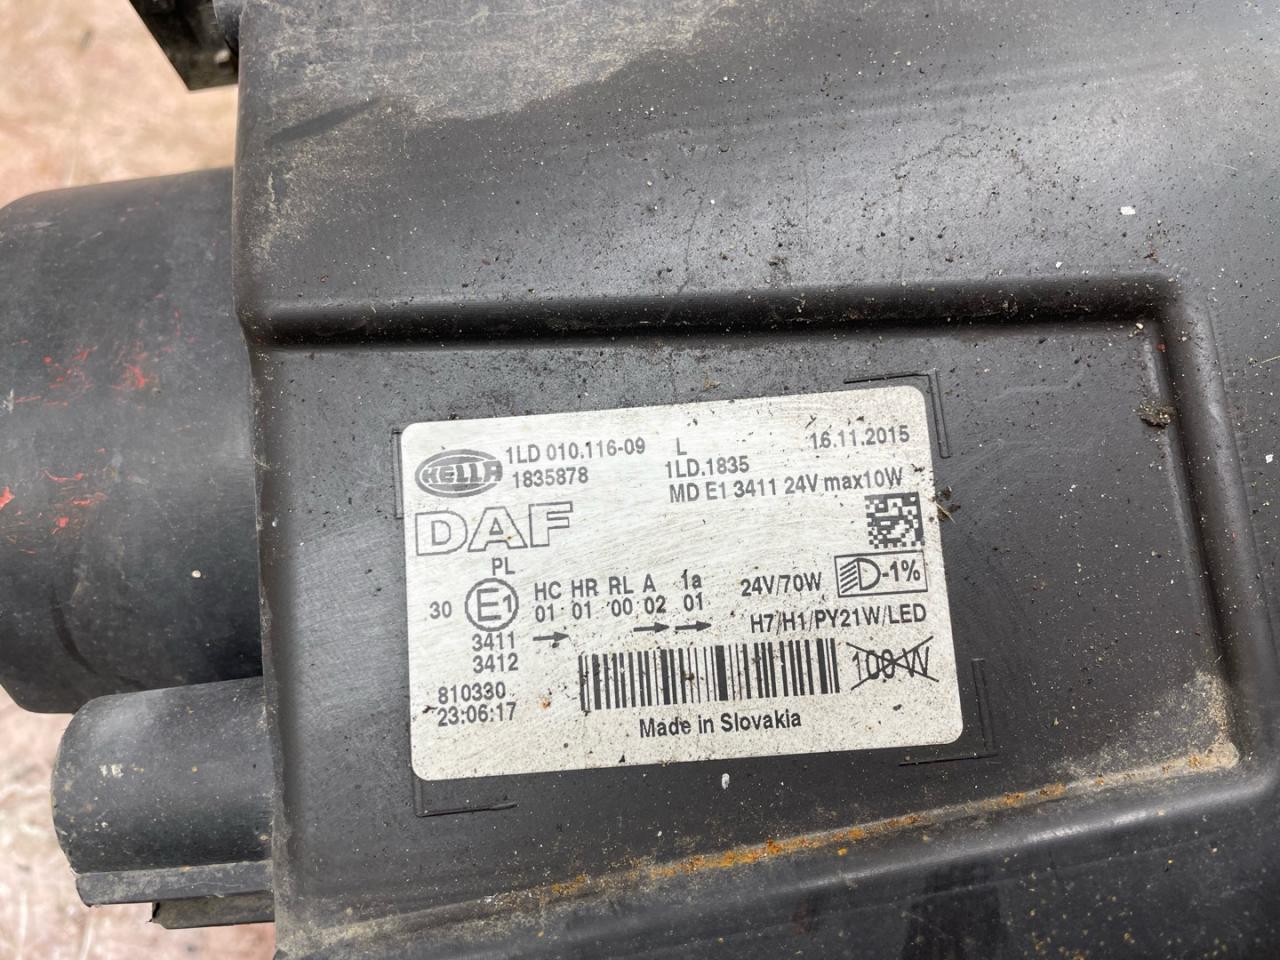 HELLA 1LD 010.116-09 L 16.11.2015
1835878 1LD.1835
MD E1 3411 24V max10W
DAF
PL
HC HR RL A 1a 24V/70W D-1%
30 E1 01 01 00 02 01
3411 → → → H7/H1/PY21W/LED
3412 100 W
810330
23:06:17
Made in Slovakia